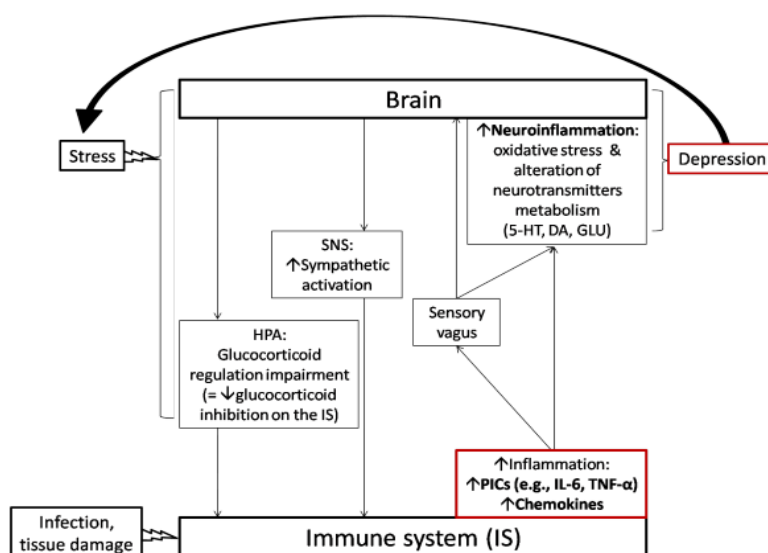 Brain
Stress
↑Neuroinflammation:
oxidative stress &
alteration of
neurotransmitters
metabolism
(5-HT, DA, GLU)
Depression
SNS:
↑Sympathetic
activation
Sensory
vagus
HPA:
Glucocorticoid
regulation impairment
(= ↓glucocorticoid
inhibition on the IS)
↑Inflammation:
↑PICs (e.g., IL-6, TNF-α)
↑Chemokines
Infection,
tissue damage
Immune system (IS)